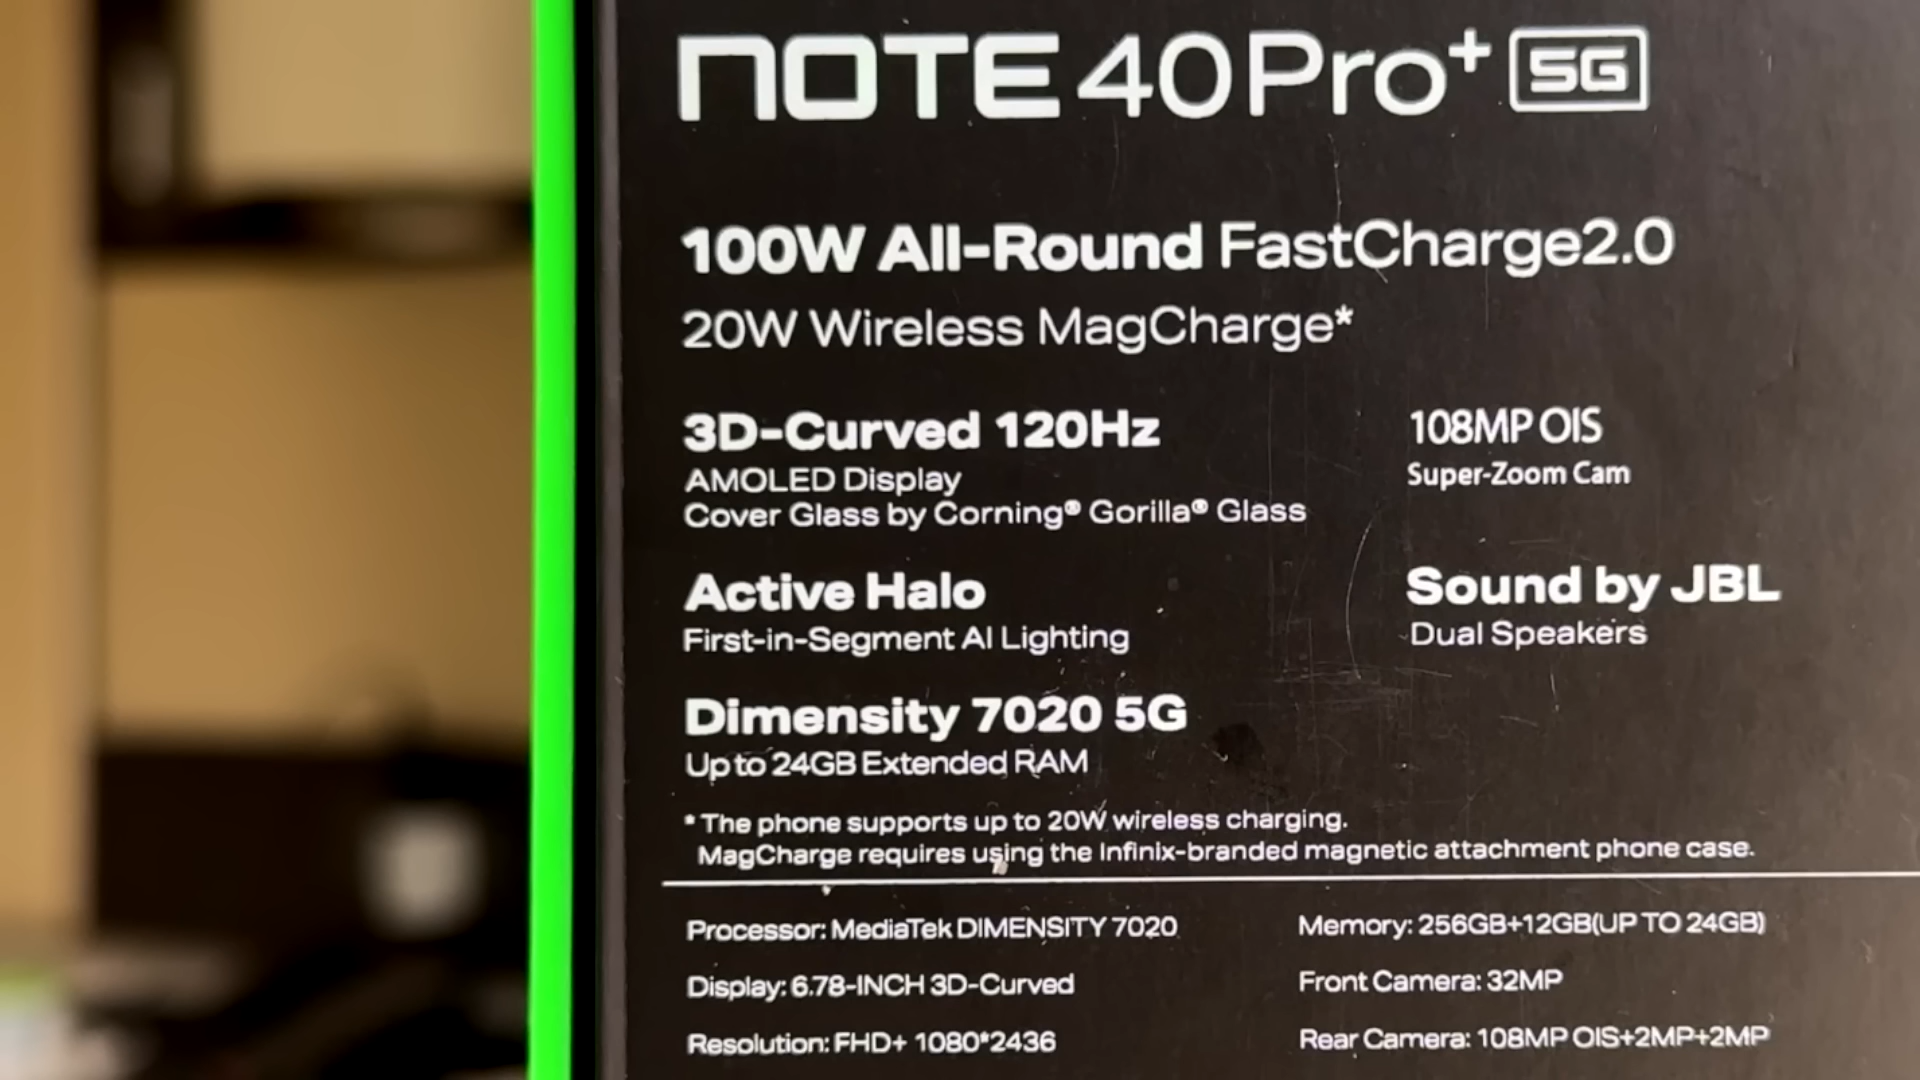 NOTE 40 Pro+ 5G
100W All-Round FastCharge2.0
20W Wireless MagCharge*
3D-Curved 120Hz
AMOLED Display
Cover Glass by Corning® Gorilla® Glass
108MP OIS
Super-Zoom Cam
Active Halo
First-in-Segment AI Lighting
Sound by JBL
Dual Speakers
Dimensity 7020 5G
Up to 24GB Extended RAM
* The phone supports up to 20W wireless charging.
MagCharge requires using the Infinix-branded magnetic attachment phone case.
Processor: MediaTek DIMENSITY 7020
Memory: 256GB+12GB(UP TO 24GB)
Display: 6.78-INCH 3D-Curved
Front Camera: 32MP
Resolution: FHD+ 1080*2436
Rear Camera: 108MP OIS+2MP+2MP